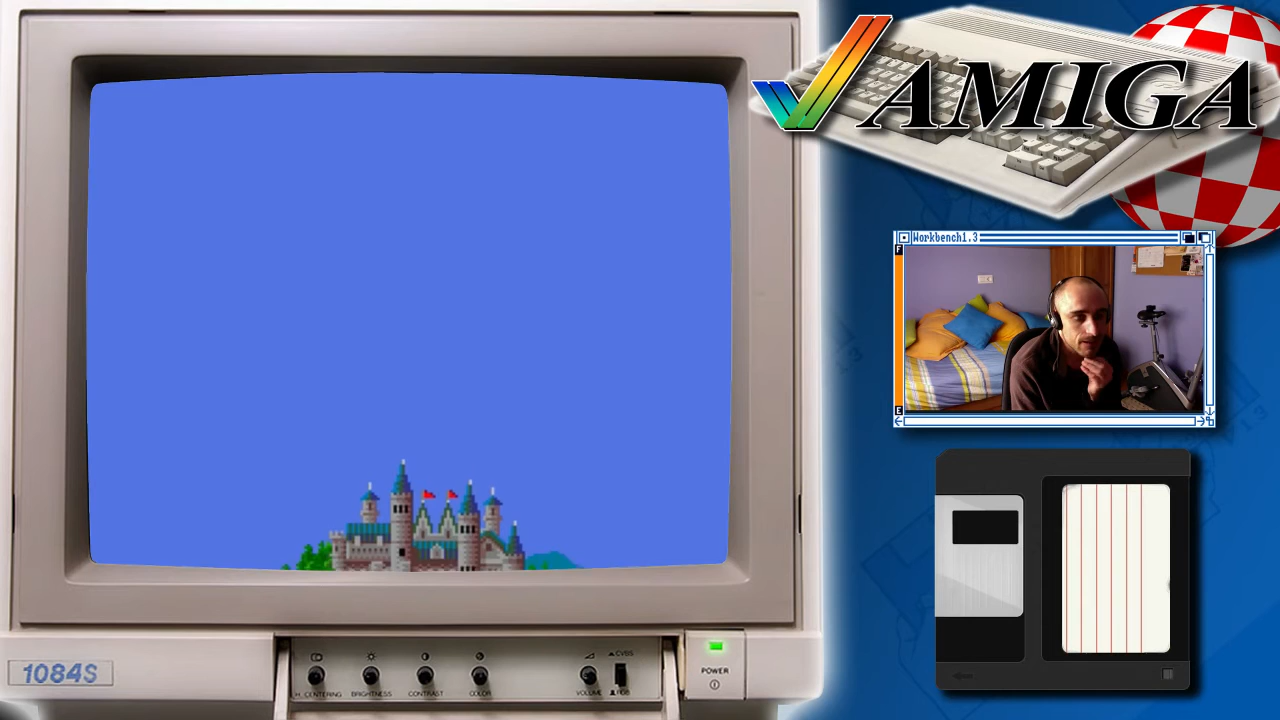 AMIGA
Workbench1.3
F
E
1084S
H. CENTERING
BRIGHTNESS
CONTRAST
COLOR
VOLUME
CVBS
RGB
POWER